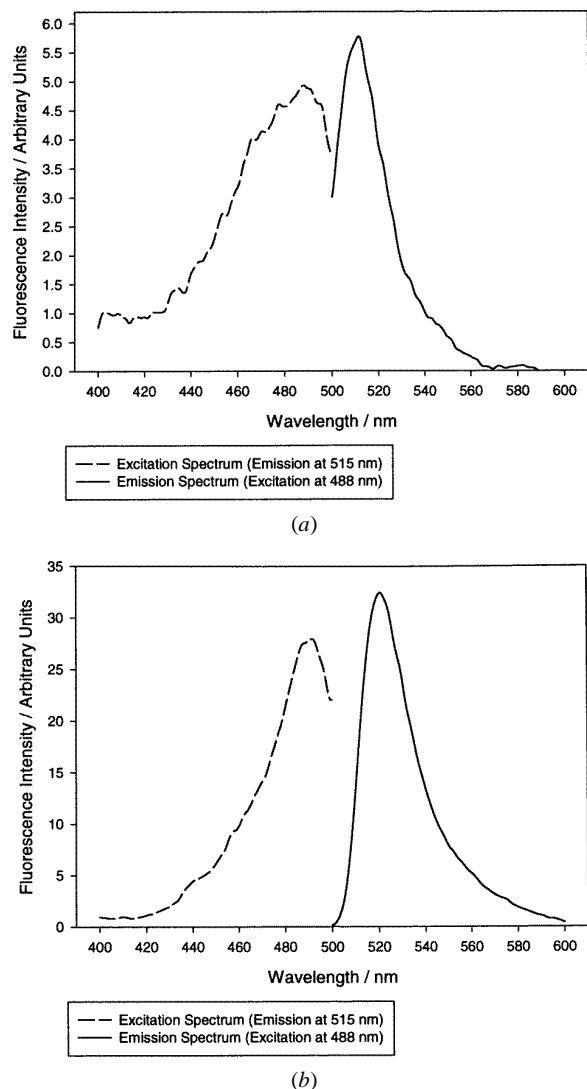 Fluorescence Intensity / Arbitrary Units
6.0
5.5
5.0
4.5
4.0
3.5
3.0
2.5
2.0
1.5
1.0
0.5
0.0
400 420 440 460 480 500 520 540 560 580 600
Wavelength / nm
Excitation Spectrum (Emission at 515 nm)
Emission Spectrum (Excitation at 488 nm)
(a)
Fluorescence Intensity / Arbitrary Units
35
30
25
20
15
10
5
0
400 420 440 460 480 500 520 540 560 580 600
Wavelength / nm
Excitation Spectrum (Emission at 515 nm)
Emission Spectrum (Excitation at 488 nm)
(b)